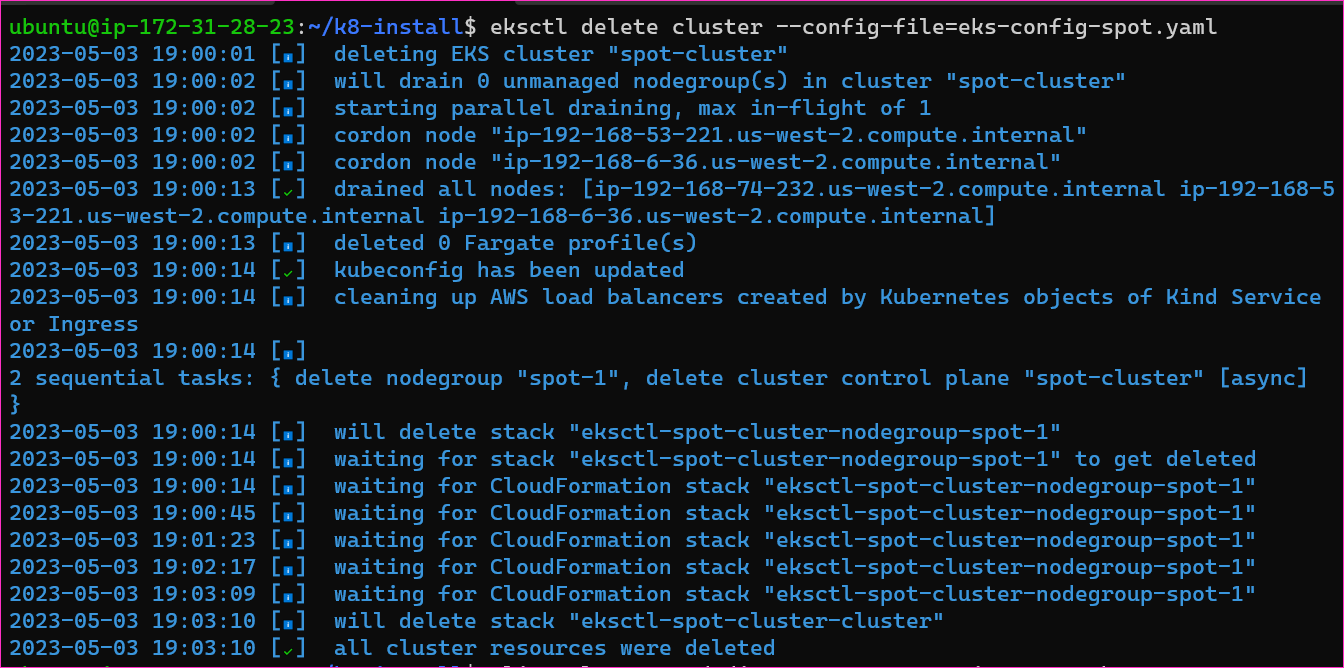 ubuntu@ip-172-31-28-23:~/k8-install$ eksctl delete cluster --config-file=eks-config-spot.yaml
2023-05-03 19:00:01 [ℹ]  deleting EKS cluster "spot-cluster"
2023-05-03 19:00:02 [ℹ]  will drain 0 unmanaged nodegroup(s) in cluster "spot-cluster"
2023-05-03 19:00:02 [ℹ]  starting parallel draining, max in-flight of 1
2023-05-03 19:00:02 [ℹ]  cordon node "ip-192-168-53-221.us-west-2.compute.internal"
2023-05-03 19:00:02 [ℹ]  cordon node "ip-192-168-6-36.us-west-2.compute.internal"
2023-05-03 19:00:13 [✓]  drained all nodes: [ip-192-168-74-232.us-west-2.compute.internal ip-192-168-5
3-221.us-west-2.compute.internal ip-192-168-6-36.us-west-2.compute.internal]
2023-05-03 19:00:13 [ℹ]  deleted 0 Fargate profile(s)
2023-05-03 19:00:14 [✓]  kubeconfig has been updated
2023-05-03 19:00:14 [ℹ]  cleaning up AWS load balancers created by Kubernetes objects of Kind Service
or Ingress
2023-05-03 19:00:14 [ℹ]
2 sequential tasks: { delete nodegroup "spot-1", delete cluster control plane "spot-cluster" [async]
}
2023-05-03 19:00:14 [ℹ]  will delete stack "eksctl-spot-cluster-nodegroup-spot-1"
2023-05-03 19:00:14 [ℹ]  waiting for stack "eksctl-spot-cluster-nodegroup-spot-1" to get deleted
2023-05-03 19:00:14 [ℹ]  waiting for CloudFormation stack "eksctl-spot-cluster-nodegroup-spot-1"
2023-05-03 19:00:45 [ℹ]  waiting for CloudFormation stack "eksctl-spot-cluster-nodegroup-spot-1"
2023-05-03 19:01:23 [ℹ]  waiting for CloudFormation stack "eksctl-spot-cluster-nodegroup-spot-1"
2023-05-03 19:02:17 [ℹ]  waiting for CloudFormation stack "eksctl-spot-cluster-nodegroup-spot-1"
2023-05-03 19:03:09 [ℹ]  waiting for CloudFormation stack "eksctl-spot-cluster-nodegroup-spot-1"
2023-05-03 19:03:10 [ℹ]  will delete stack "eksctl-spot-cluster-cluster"
2023-05-03 19:03:10 [✓]  all cluster resources were deleted